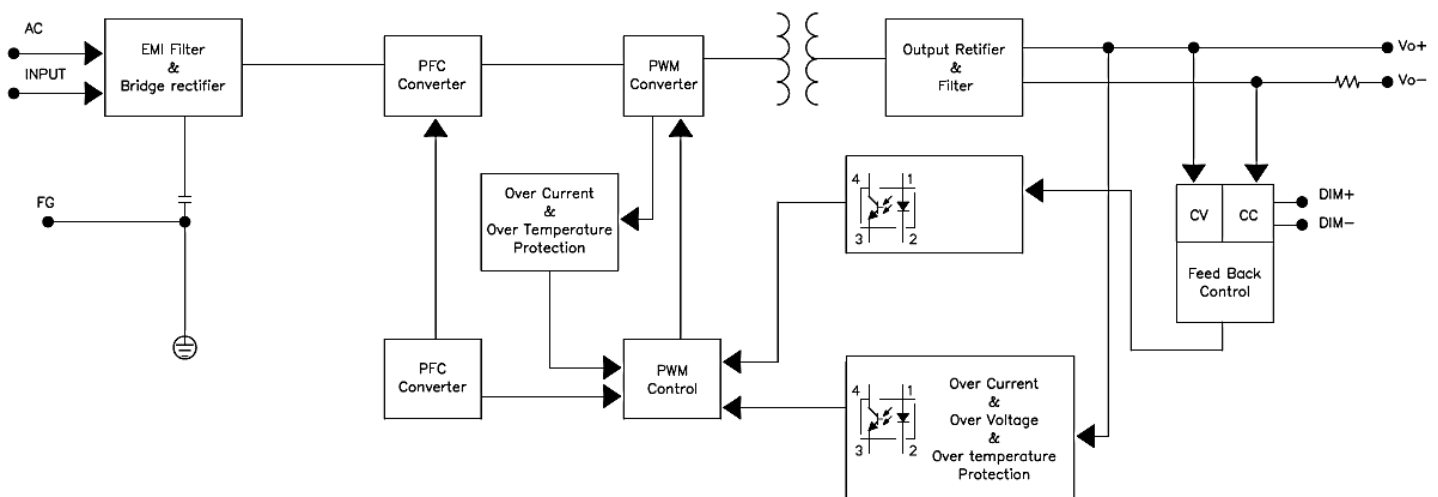 AC
INPUT
EMI Filter
&
Bridge rectifier
PFC
Converter
PWM
Converter
Output Retifier
&
Filter
Vo+
Vo−
FG
Over Current
&
Over Temperature
Protection
4 1
3 2
CV CC
DIM+
DIM−
Feed Back
Control
PFC
Converter
PWM
Control
4 1
3 2
Over Current
&
Over Voltage
&
Over temperature
Protection